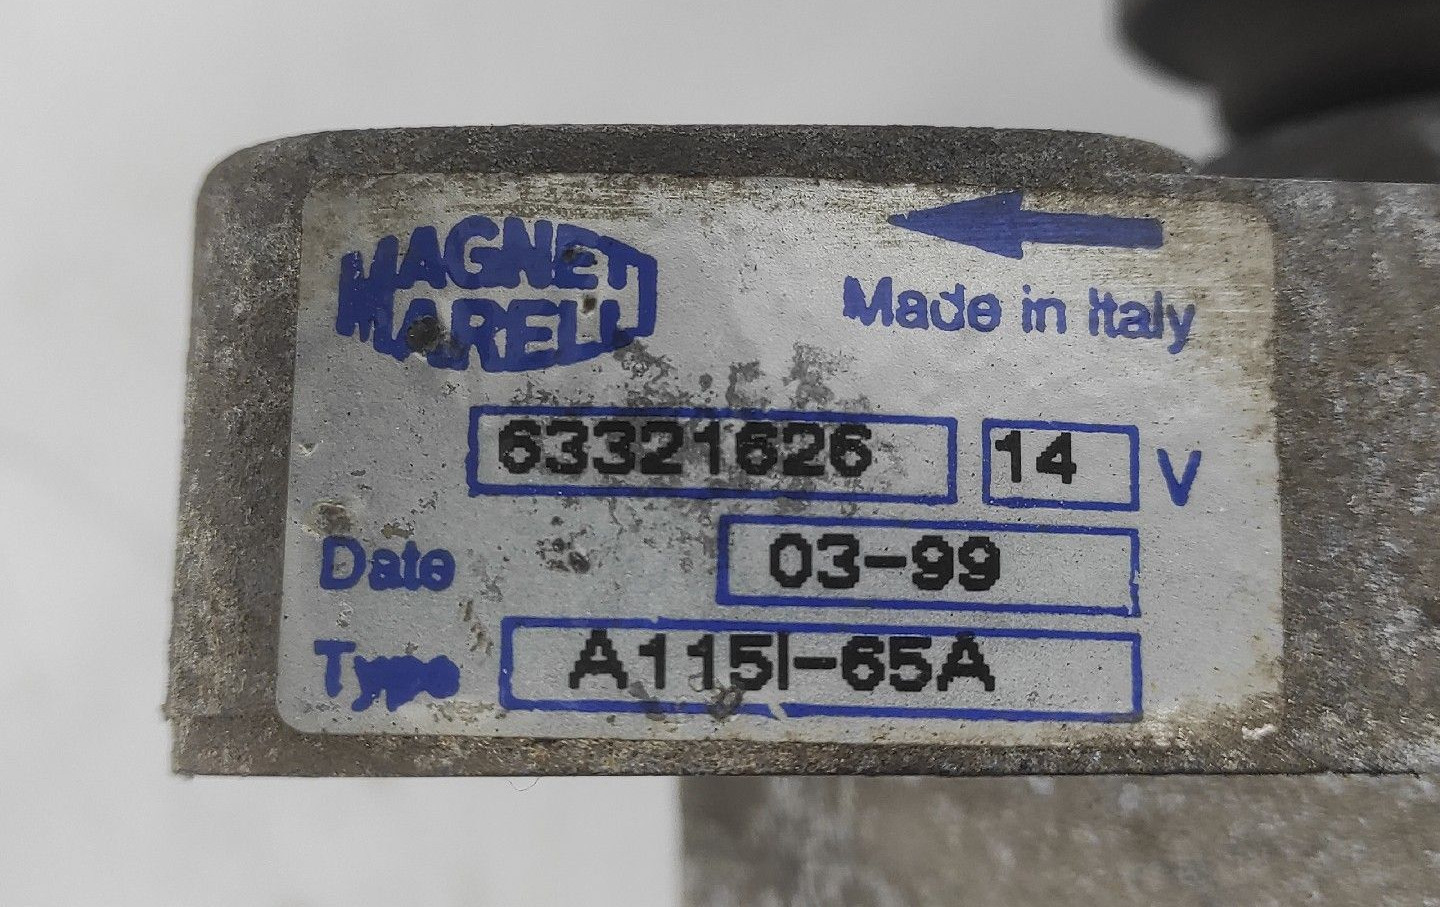 MAGNETI
MARELLI
Made in Italy
63321626 14 V
Date 03-99
Type A115I-65A